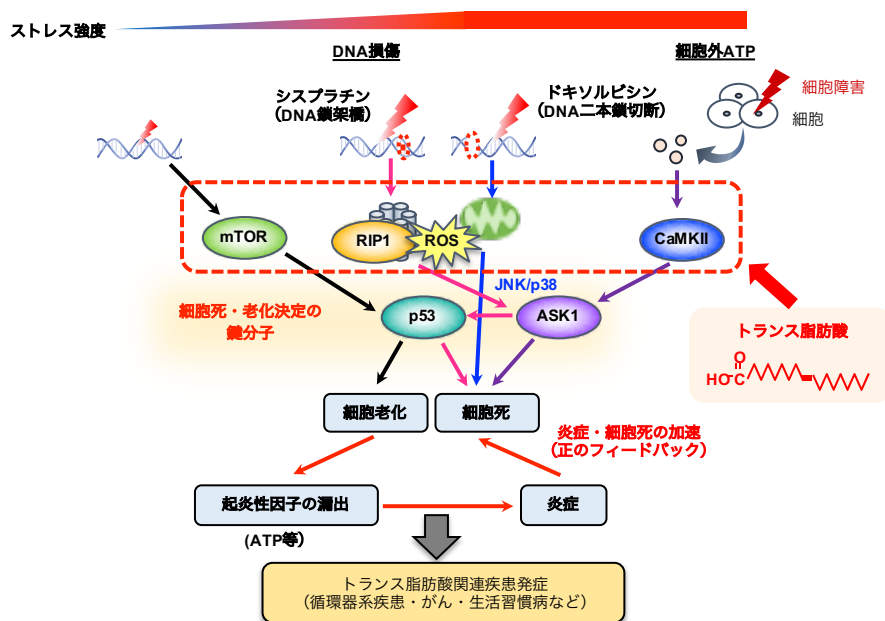 ストレス強度
DNA損傷
細胞外ATP
シスプラチン
（DNA鎖架橋）
ドキソルビシン
（DNA二本鎖切断）
細胞障害
細胞
mTOR
RIP1
ROS
CaMKII
JNK/p38
細胞死・老化決定の
鍵分子
p53
ASK1
トランス脂肪酸
O
HO-C
細胞老化
細胞死
炎症・細胞死の加速
（正のフィードバック）
起炎性因子の漏出
炎症
(ATP等）
トランス脂肪酸関連疾患発症
（循環器系疾患・がん・生活習慣病など）